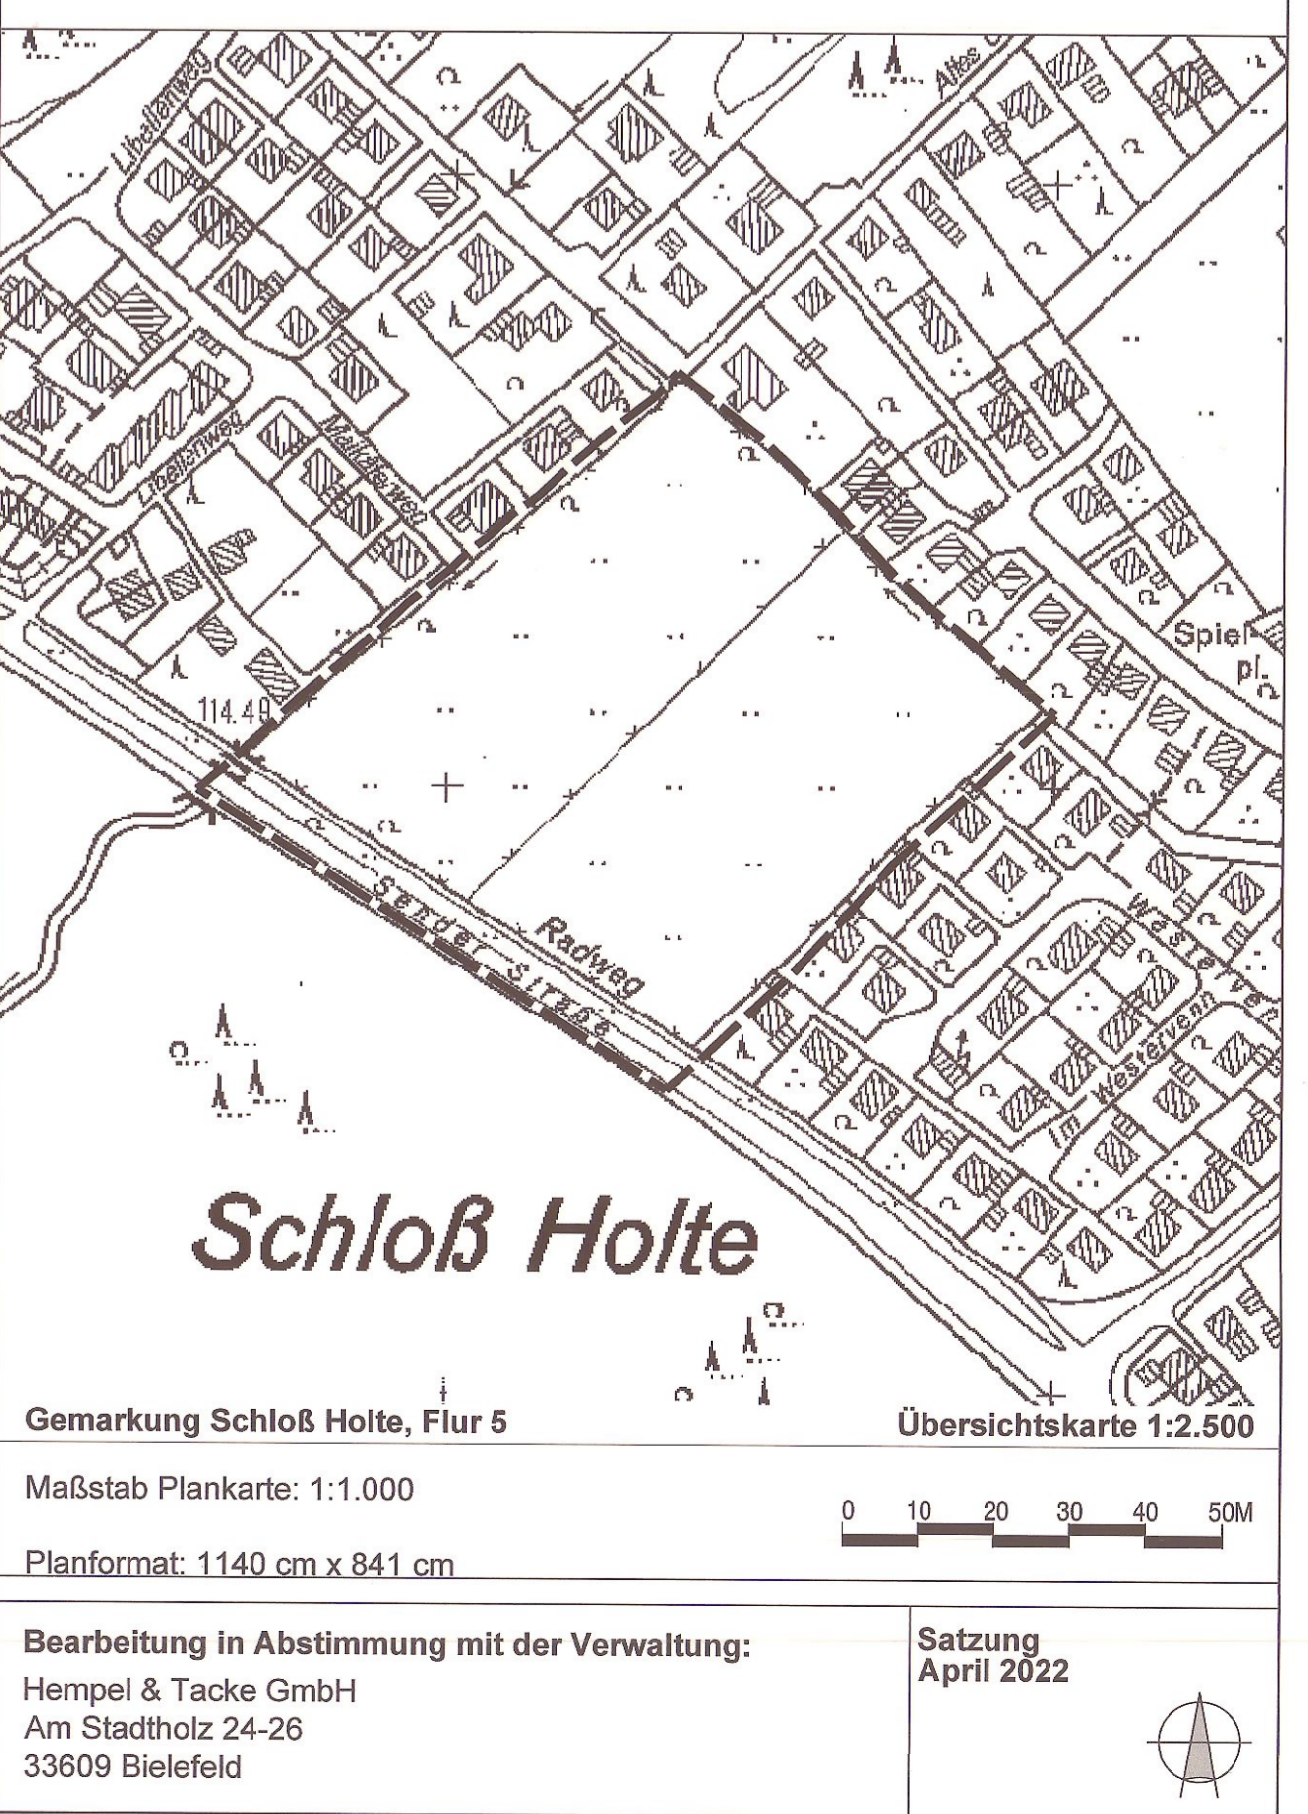 Libellenweg
Altes
Libellenweg
Maikäferweg
Spiel-
pl.
114.49
Radweg
Sender Straße
Westerven
Im Westervenn
Schloß Holte
Gemarkung Schloß Holte, Flur 5
Übersichtskarte 1:2.500
Maßstab Plankarte: 1:1.000
0 10 20 30 40 50M
Planformat: 1140 cm x 841 cm
Bearbeitung in Abstimmung mit der Verwaltung:
Hempel & Tacke GmbH
Am Stadtholz 24-26
33609 Bielefeld
Satzung
April 2022